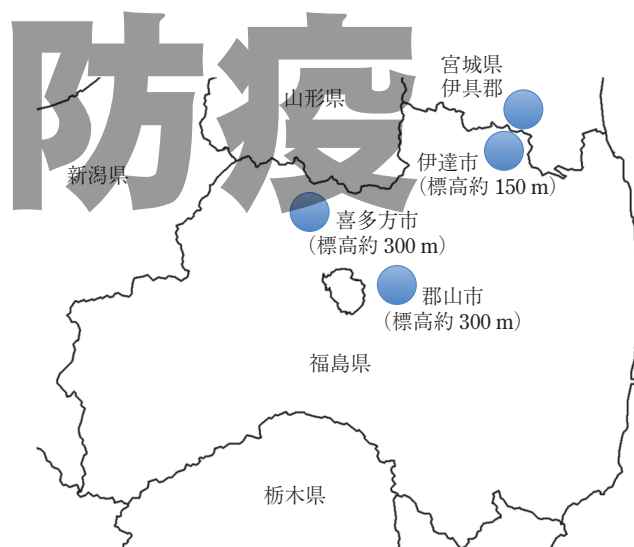 防疫
宮城県
伊具郡
山形県
新潟県
伊達市
（標高約 150 m）
喜多方市
（標高約 300 m）
郡山市
（標高約 300 m）
福島県
栃木県